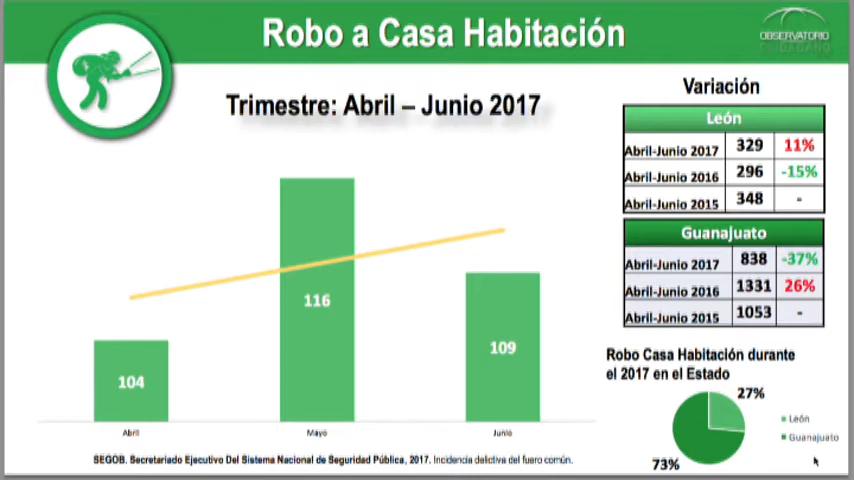 Robo a Casa Habitación
OBSERVATORIO
CIUDADANO
Trimestre: Abril – Junio 2017
Variación
León
Abril-Junio 2017 329 11%
Abril-Junio 2016 296 -15%
Abril-Junio 2015 348 -
Guanajuato
Abril-Junio 2017 838 -37%
Abril-Junio 2016 1331 26%
Abril-Junio 2015 1053 -
104
116
109
Abril
Mayo
Junio
Robo Casa Habitación durante
el 2017 en el Estado
27%
73%
León
Guanajuato
SEGOB. Secretariado Ejecutivo Del Sistema Nacional de Seguridad Pública, 2017. Incidencia delictiva del fuero común.